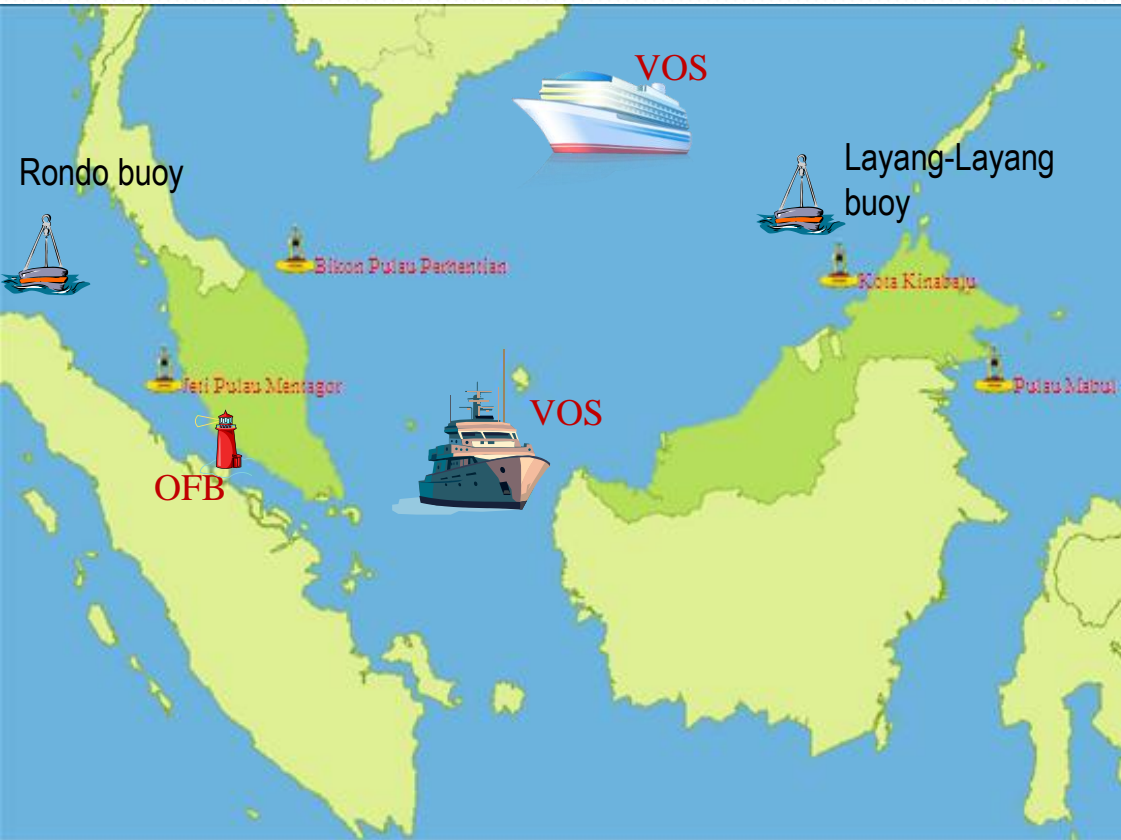 VOS
Layang-Layang
buoy
Rondo buoy
Bikon Pulau Perhentian
Kota Kinabalu
Jeti Pulau Mentagor
Pulau Mabul
VOS
OFB